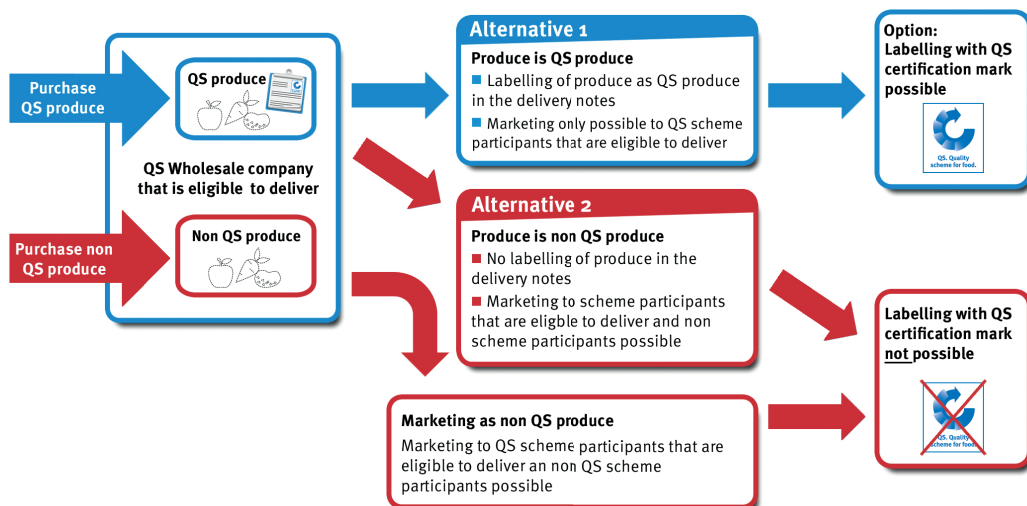 Purchase
QS produce
QS produce
QS Wholesale company
that is eligible to deliver
Purchase non
QS produce
Non QS produce
Alternative 1
Produce is QS produce
Labelling of produce as QS produce
in the delivery notes
Marketing only possible to QS scheme
participants that are eligible to deliver
Option:
Labelling with QS
certification mark
possible
QS. Quality
scheme for food.
Alternative 2
Produce is non QS produce
No labelling of produce in the
delivery notes
Marketing to scheme participants
that are eligble to deliver and non
scheme participants possible
Marketing as non QS produce
Marketing to QS scheme participants that are
eligible to deliver an non QS scheme
participants possible
Labelling with QS
certification mark
not possible
QS. Quality
scheme for food.